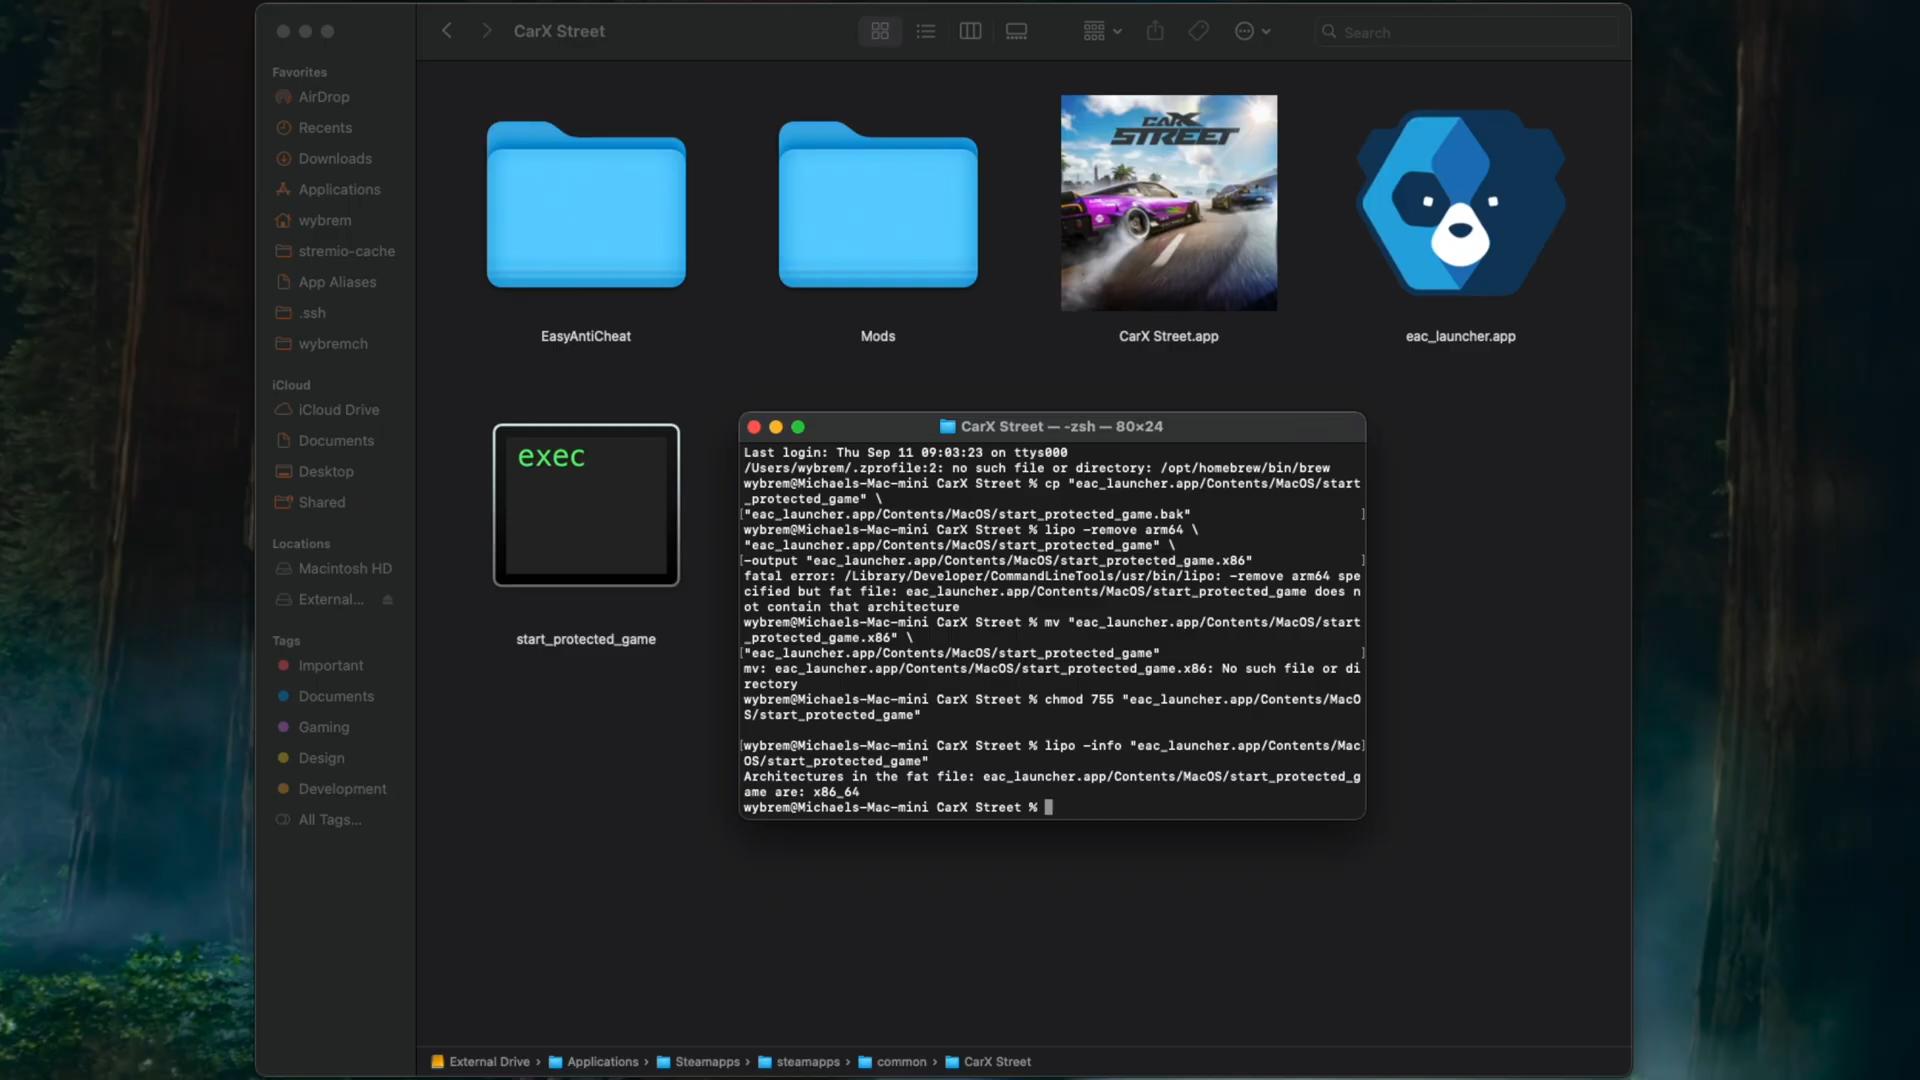 CarX Street
Search
Favorites
AirDrop
Recents
Downloads
Applications
wybrem
stremio-cache
App Aliases
.ssh
wybremch
iCloud
iCloud Drive
Documents
Desktop
Shared
Locations
Macintosh HD
External...
Tags
Important
Documents
Gaming
Design
Development
All Tags...
CARX
STREET
EasyAntiCheat
Mods
CarX Street.app
eac_launcher.app
exec
start_protected_game
CarX Street — -zsh — 80×24
Last login: Thu Sep 11 09:03:23 on ttys000
/Users/wybrem/.zprofile:2: no such file or directory: /opt/homebrew/bin/brew
wybrem@Michaels-Mac-mini CarX Street % cp "eac_launcher.app/Contents/MacOS/start
_protected_game" \
["eac_launcher.app/Contents/MacOS/start_protected_game.bak" ]
wybrem@Michaels-Mac-mini CarX Street % lipo -remove arm64 \
"eac_launcher.app/Contents/MacOS/start_protected_game" \
[-output "eac_launcher.app/Contents/MacOS/start_protected_game.x86" ]
fatal error: /Library/Developer/CommandLineTools/usr/bin/lipo: -remove arm64 spe
cified but fat file: eac_launcher.app/Contents/MacOS/start_protected_game does n
ot contain that architecture
wybrem@Michaels-Mac-mini CarX Street % mv "eac_launcher.app/Contents/MacOS/start
_protected_game.x86" \
["eac_launcher.app/Contents/MacOS/start_protected_game" ]
mv: eac_launcher.app/Contents/MacOS/start_protected_game.x86: No such file or di
rectory
wybrem@Michaels-Mac-mini CarX Street % chmod 755 "eac_launcher.app/Contents/MacO
S/start_protected_game"
[wybrem@Michaels-Mac-mini CarX Street % lipo -info "eac_launcher.app/Contents/Mac]
OS/start_protected_game"
Architectures in the fat file: eac_launcher.app/Contents/MacOS/start_protected_g
ame are: x86_64
wybrem@Michaels-Mac-mini CarX Street %
External Drive › Applications › Steamapps › steamapps › common › CarX Street